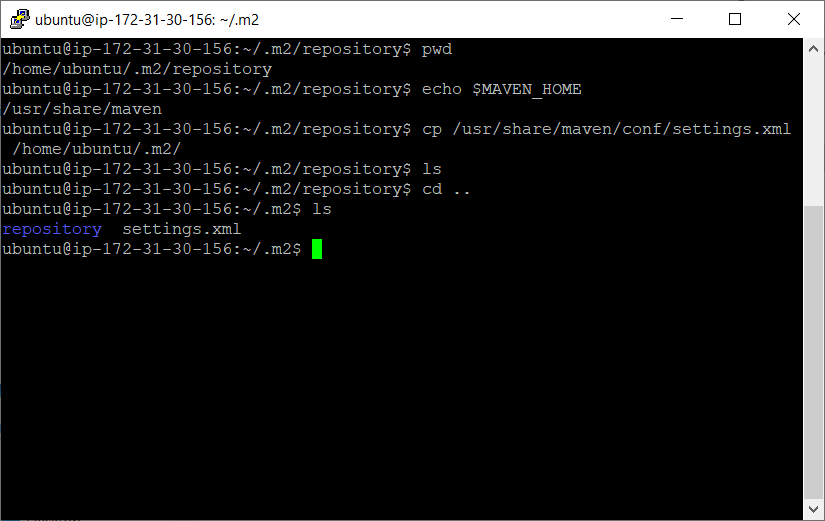 ubuntu@ip-172-31-30-156: ~/.m2
ubuntu@ip-172-31-30-156:~/.m2/repository$ pwd
/home/ubuntu/.m2/repository
ubuntu@ip-172-31-30-156:~/.m2/repository$ echo $MAVEN_HOME
/usr/share/maven
ubuntu@ip-172-31-30-156:~/.m2/repository$ cp /usr/share/maven/conf/settings.xml
/home/ubuntu/.m2/
ubuntu@ip-172-31-30-156:~/.m2/repository$ ls
ubuntu@ip-172-31-30-156:~/.m2/repository$ cd ..
ubuntu@ip-172-31-30-156:~/.m2$ ls
repository  settings.xml
ubuntu@ip-172-31-30-156:~/.m2$